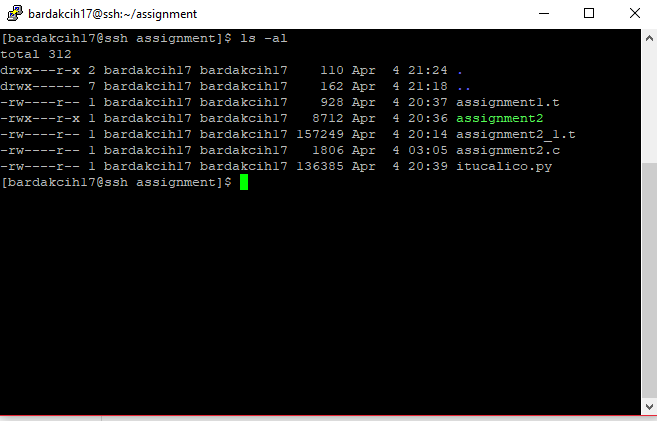 bardakcih17@ssh:~/assignment
[bardakcih17@ssh assignment]$ ls -al
total 312
drwx---r-x 2 bardakcih17 bardakcih17    110 Apr  4 21:24 .
drwx------ 7 bardakcih17 bardakcih17    162 Apr  4 21:18 ..
-rw----r-- 1 bardakcih17 bardakcih17    928 Apr  4 20:37 assignment1.t
-rwx---r-x 1 bardakcih17 bardakcih17   8712 Apr  4 20:36 assignment2
-rw----r-- 1 bardakcih17 bardakcih17 157249 Apr  4 20:14 assignment2_1.t
-rw----r-- 1 bardakcih17 bardakcih17   1806 Apr  4 03:05 assignment2.c
-rw----r-- 1 bardakcih17 bardakcih17 136385 Apr  4 20:39 itucalico.py
[bardakcih17@ssh assignment]$